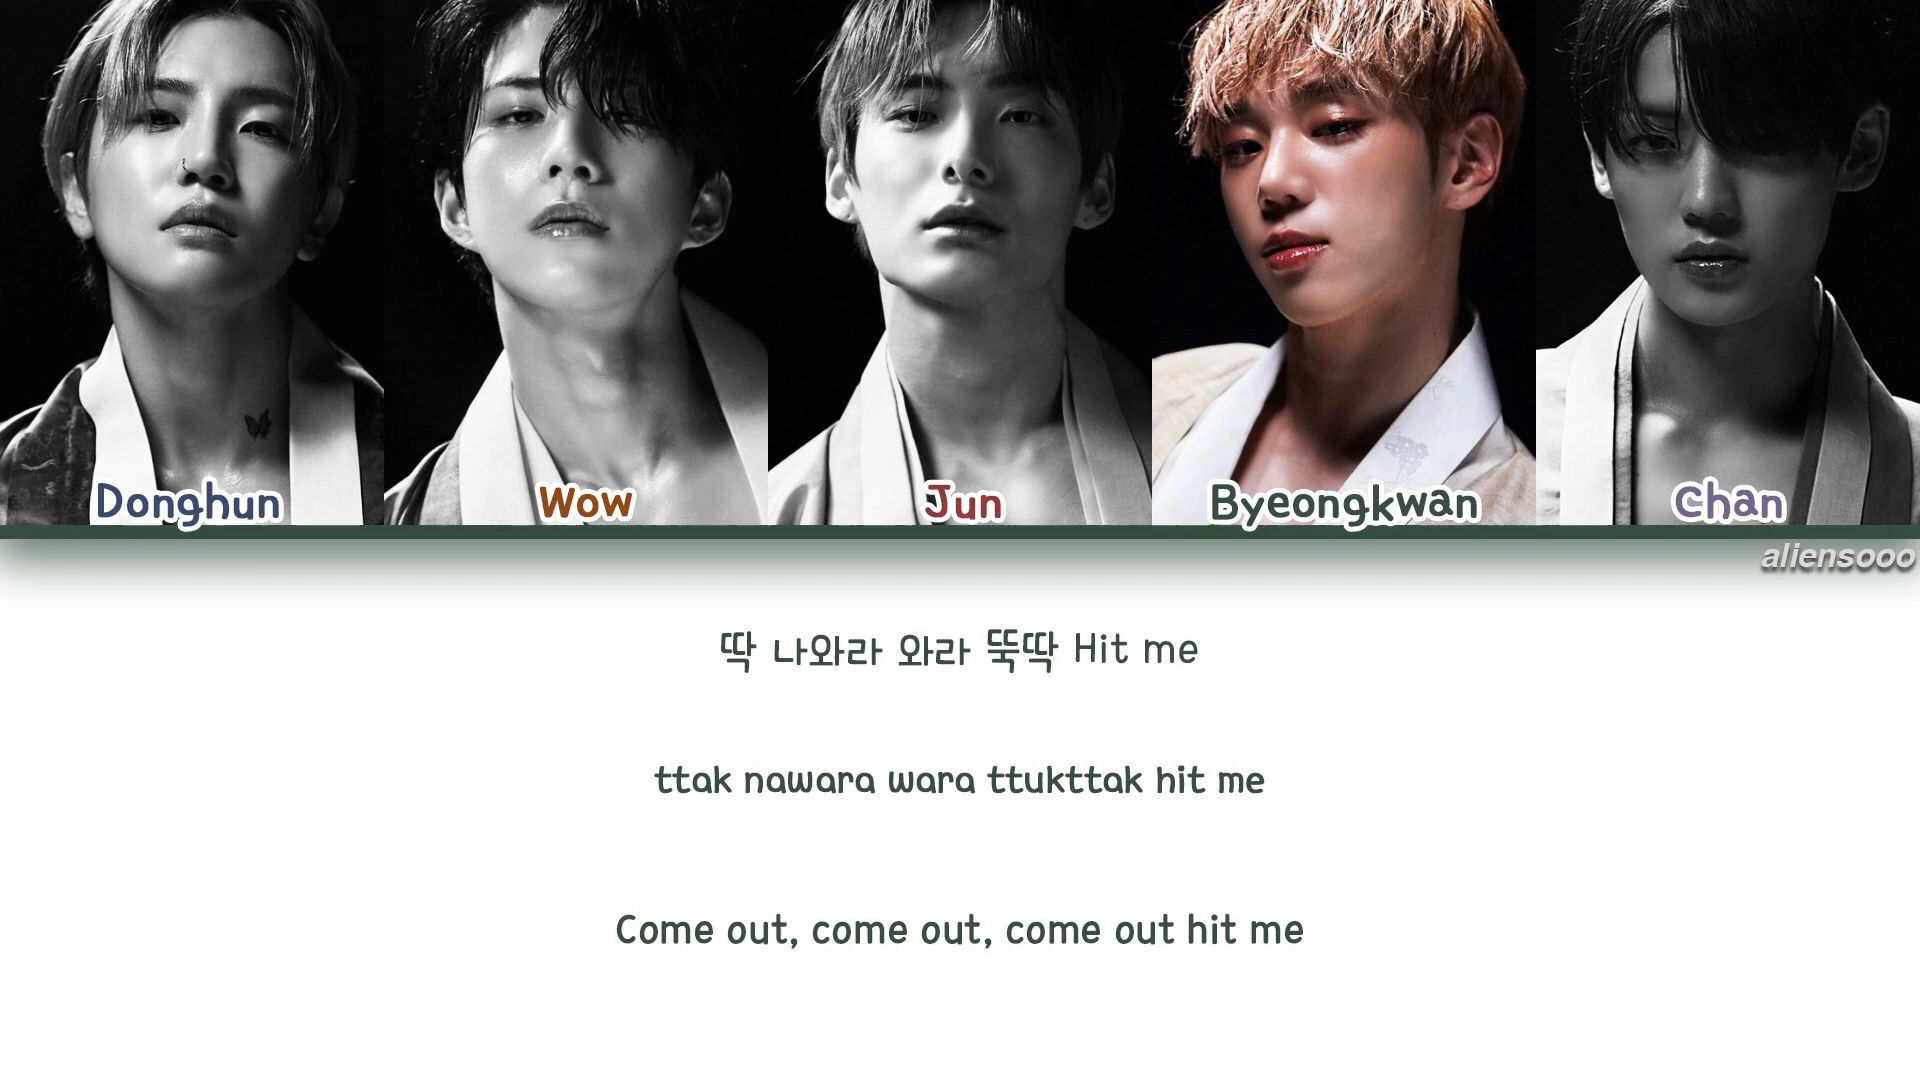 Donghun Wow Jun Byeongkwan Chan
aliensooo
딱 나와라 와라 뚝딱 Hit me
ttak nawara wara ttukttak hit me
Come out, come out, come out hit me